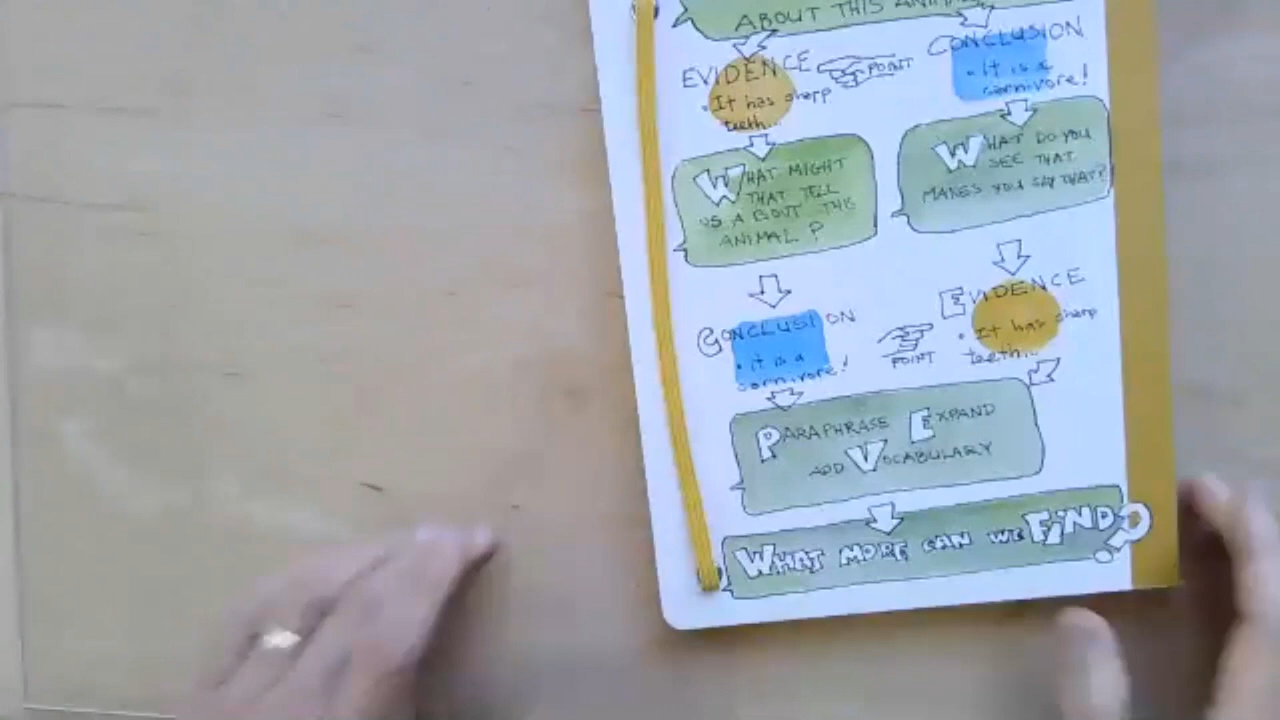 ABOUT THIS ANIMAL
EVIDENCE
• It has sharp
teeth...
POINT
CONCLUSION
• it is a
carnivore!
WHAT MIGHT
THAT TELL
US ABOUT THE
ANIMAL?
WHAT DO YOU
SEE THAT
MAKES YOU SAY THAT?
CONCLUSION
• it is a
carnivore!
POINT
EVIDENCE
• It has sharp
teeth...
PARAPHRASE EXPAND
ADD VOCABULARY
WHAT MORE CAN WE FIND?